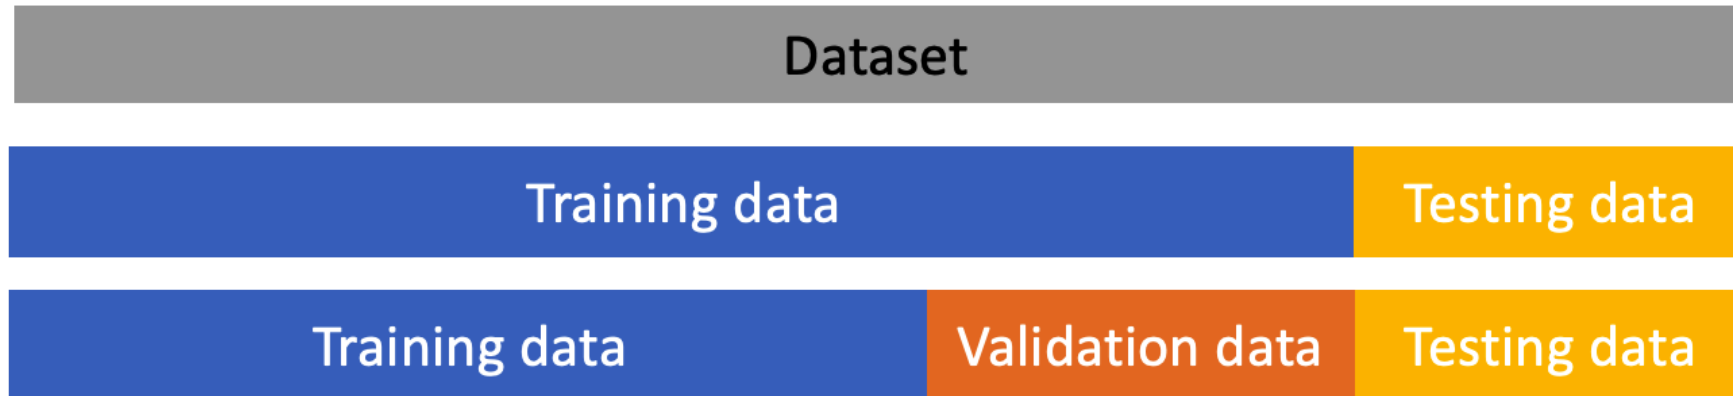 Dataset
Training data Testing data
Training data Validation data Testing data